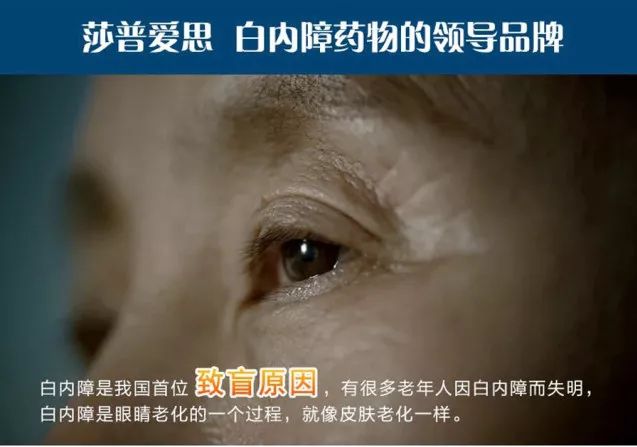 莎普爱思 白内障药物的领导品牌
白内障是我国首位 致盲原因，有很多老年人因白内障而失明，
白内障是眼睛老化的一个过程，就像皮肤老化一样。